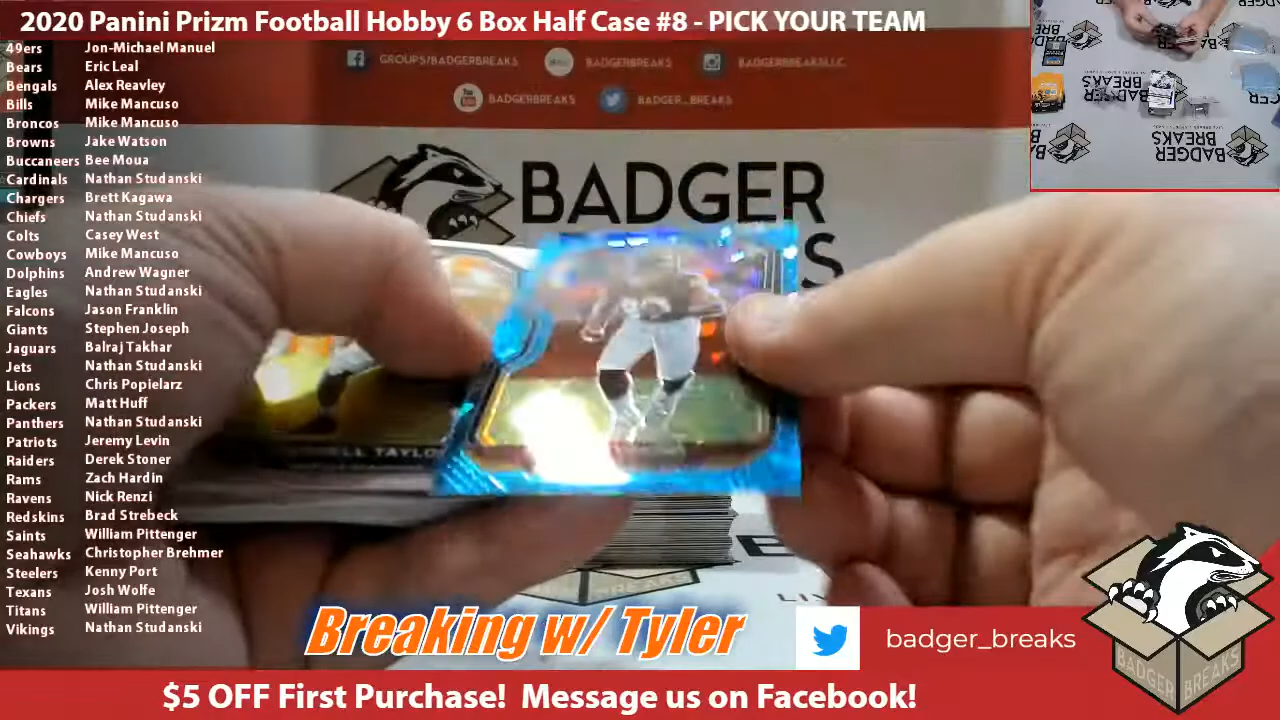 2020 Panini Prizm Football Hobby 6 Box Half Case #8 - PICK YOUR TEAM
49ers Jon-Michael Manuel
Bears Eric Leal
Bengals Alex Reavley
Bills Mike Mancuso
Broncos Mike Mancuso
Browns Jake Watson
Buccaneers Bee Moua
Cardinals Nathan Studanski
Chargers Brett Kagawa
Chiefs Nathan Studanski
Colts Casey West
Cowboys Mike Mancuso
Dolphins Andrew Wagner
Eagles Nathan Studanski
Falcons Jason Franklin
Giants Stephen Joseph
Jaguars Balraj Takhar
Jets Nathan Studanski
Lions Chris Popielarz
Packers Matt Huff
Panthers Nathan Studanski
Patriots Jeremy Levin
Raiders Derek Stoner
Rams Zach Hardin
Ravens Nick Renzi
Redskins Brad Strebeck
Saints William Pittenger
Seahawks Christopher Brehmer
Steelers Kenny Port
Texans Josh Wolfe
Titans William Pittenger
Vikings Nathan Studanski
GROUPS/BADGERBREAKS BADGERBREAKS BADGERBREAKSLLC
BADGERBREAKS BADGER_BREAKS
BADGER
BADGER
BREAKS
BADGER
BREAKS
TAYLO
Breaking w/ Tyler
badger_breaks
BADGER BREAKS
$5 OFF First Purchase! Message us on Facebook!